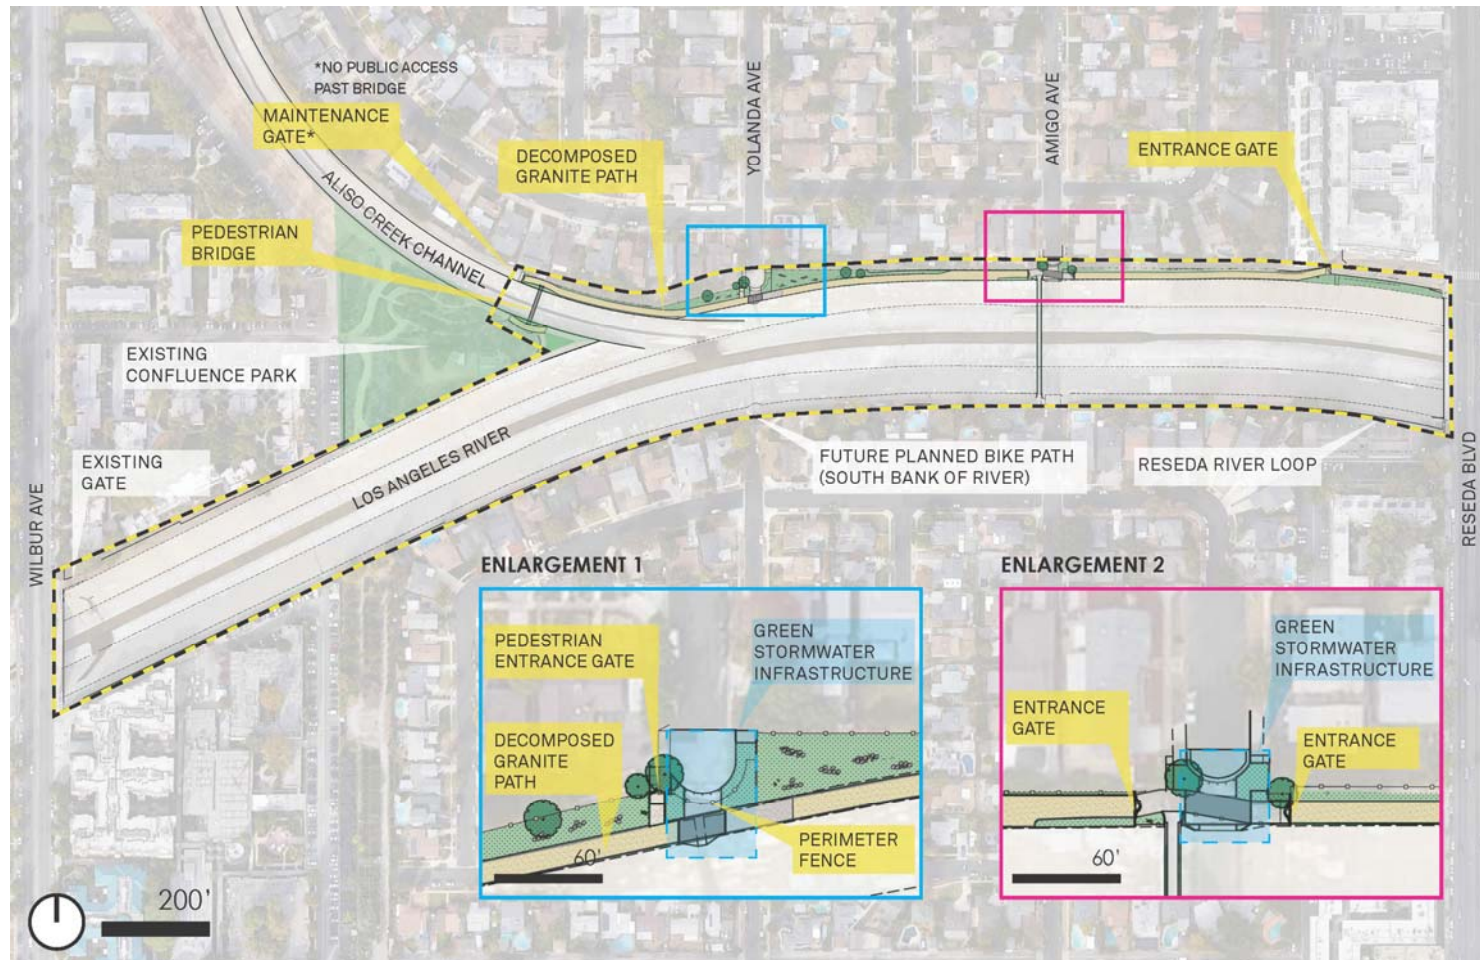 *NO PUBLIC ACCESS
PAST BRIDGE
MAINTENANCE
GATE*
DECOMPOSED
GRANITE PATH
YOLANDA AVE
AMIGO AVE
ENTRANCE GATE
ALISO CREEK CHANNEL
PEDESTRIAN
BRIDGE
EXISTING
CONFLUENCE PARK
EXISTING
GATE
LOS ANGELES RIVER
FUTURE PLANNED BIKE PATH
(SOUTH BANK OF RIVER)
RESEDA RIVER LOOP
WILBUR AVE
RESEDA BLVD
ENLARGEMENT 1
PEDESTRIAN
ENTRANCE GATE
GREEN
STORMWATER
INFRASTRUCTURE
DECOMPOSED
GRANITE
PATH
PERIMETER
FENCE
60'
ENLARGEMENT 2
GREEN
STORMWATER
INFRASTRUCTURE
ENTRANCE
GATE
ENTRANCE
GATE
60'
200'